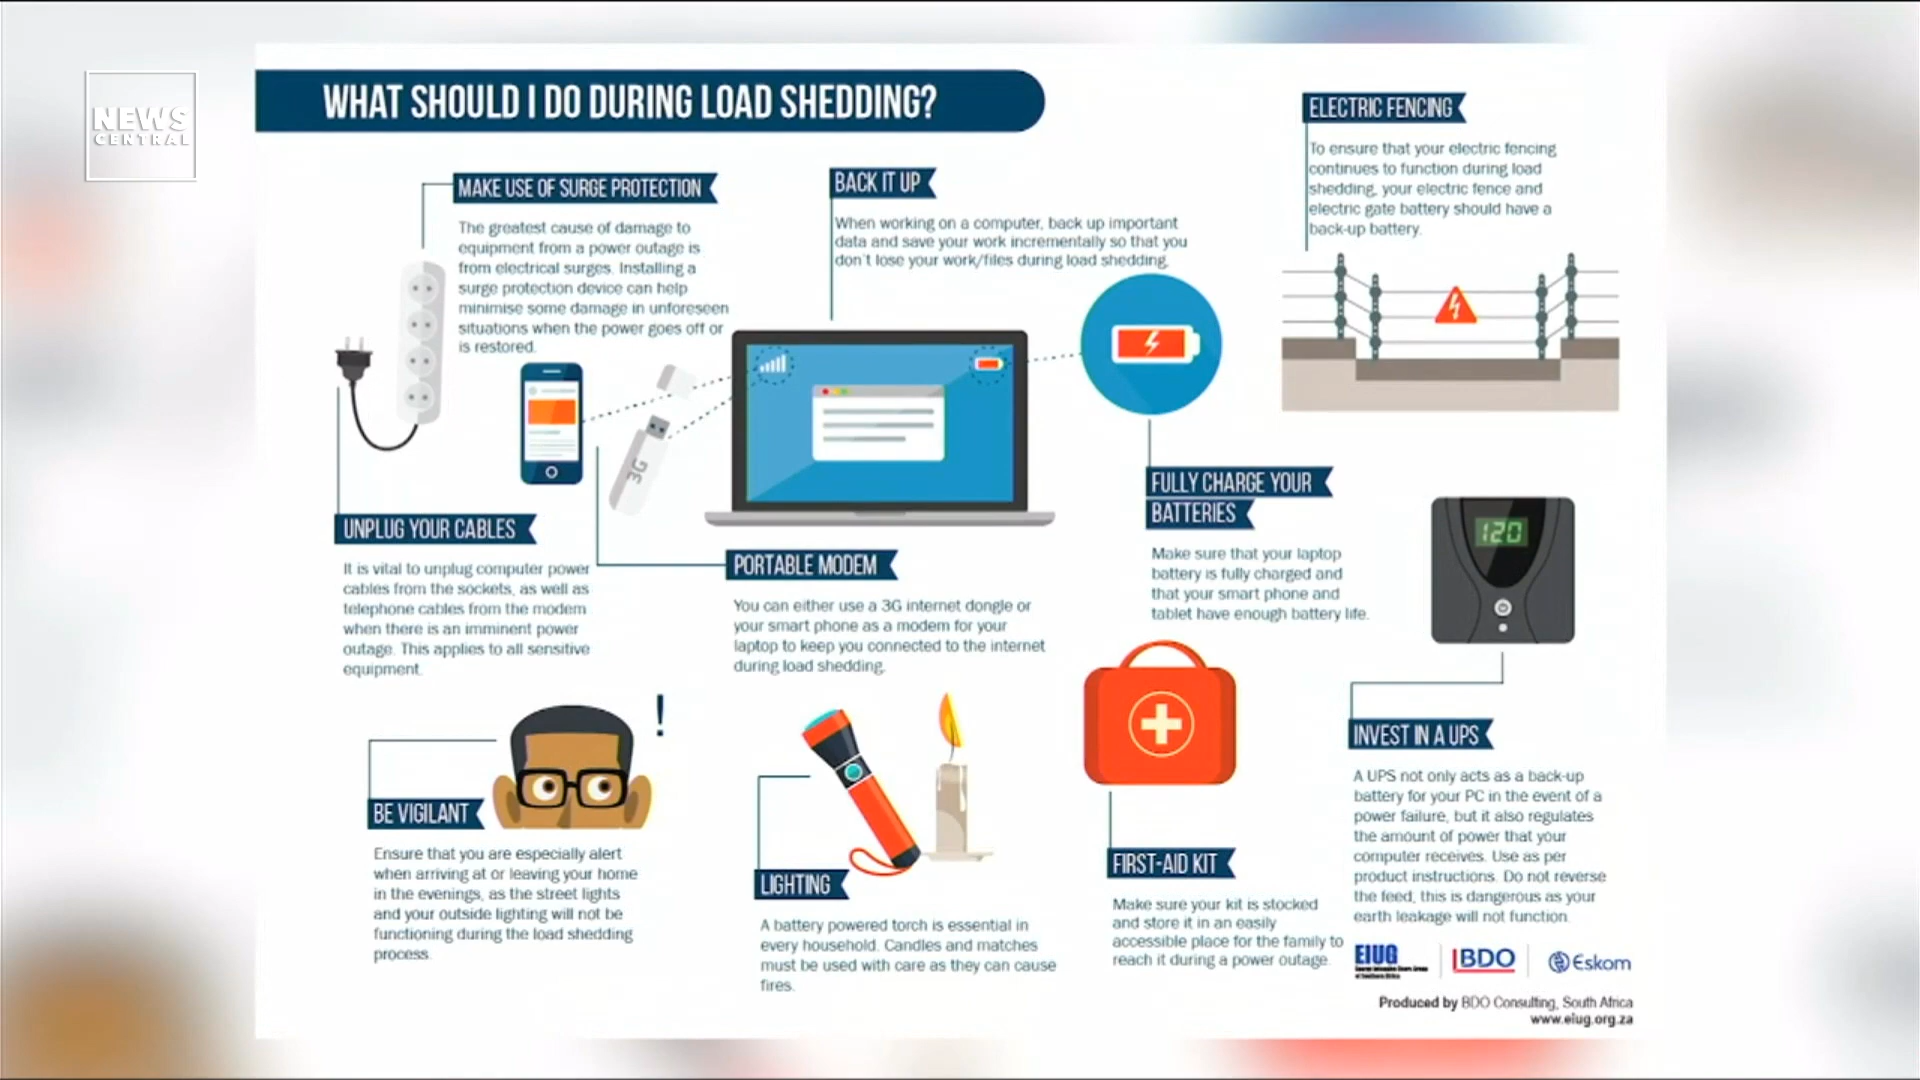 NEWS
CENTRAL
WHAT SHOULD I DO DURING LOAD SHEDDING?
MAKE USE OF SURGE PROTECTION
The greatest cause of damage to
equipment from a power outage is
from electrical surges. Installing a
surge protection device can help
minimise some damage in unforeseen
situations when the power goes off or
is restored.
BACK IT UP
When working on a computer, back up important
data and save your work incrementally so that you
don't lose your work/files during load shedding.
ELECTRIC FENCING
To ensure that your electric fencing
continues to function during load
shedding, your electric fence and
electric gate battery should have a
back-up battery.
3G
UNPLUG YOUR CABLES
It is vital to unplug computer power
cables from the sockets, as well as
telephone cables from the modem
when there is an imminent power
outage. This applies to all sensitive
equipment.
PORTABLE MODEM
You can either use a 3G internet dongle or
your smart phone as a modem for your
laptop to keep you connected to the internet
during load shedding.
FULLY CHARGE YOUR
BATTERIES
Make sure that your laptop
battery is fully charged and
that your smart phone and
tablet have enough battery life.
120
BE VIGILANT
Ensure that you are especially alert
when arriving at or leaving your home
in the evenings, as the street lights
and your outside lighting will not be
functioning during the load shedding
process.
!
LIGHTING
A battery powered torch is essential in
every household. Candles and matches
must be used with care as they can cause
fires.
FIRST-AID KIT
Make sure your kit is stocked
and store it in an easily
accessible place for the family to
reach it during a power outage.
INVEST IN A UPS
A UPS not only acts as a back-up
battery for your PC in the event of a
power failure, but it also regulates
the amount of power that your
computer receives. Use as per
product instructions. Do not reverse
the feed, this is dangerous as your
earth leakage will not function.
EIUG
Energy Intensive Users Group
of Southern Africa
BDO
Eskom
Produced by BDO Consulting, South Africa
www.eiug.org.za